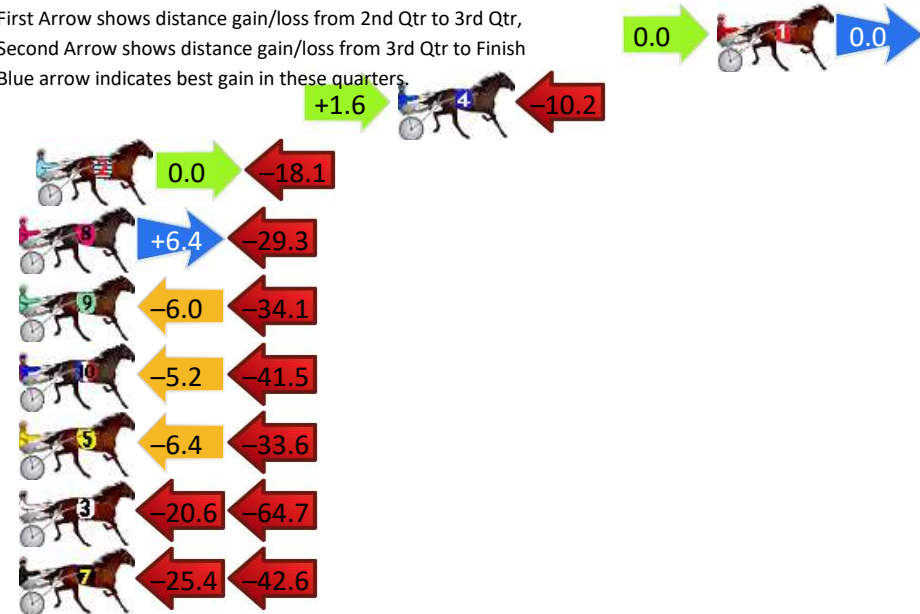 First Arrow shows distance gain/loss from 2nd Qtr to 3rd Qtr,
Second Arrow shows distance gain/loss from 3rd Qtr to Finish
Blue arrow indicates best gain in these quarters.
0.0 1 0.0
+1.6 4 –10.2
2 0.0 –18.1
8 +6.4 –29.3
9 –6.0 –34.1
10 –5.2 –41.5
5 –6.4 –33.6
3 –20.6 –64.7
7 –25.4 –42.6